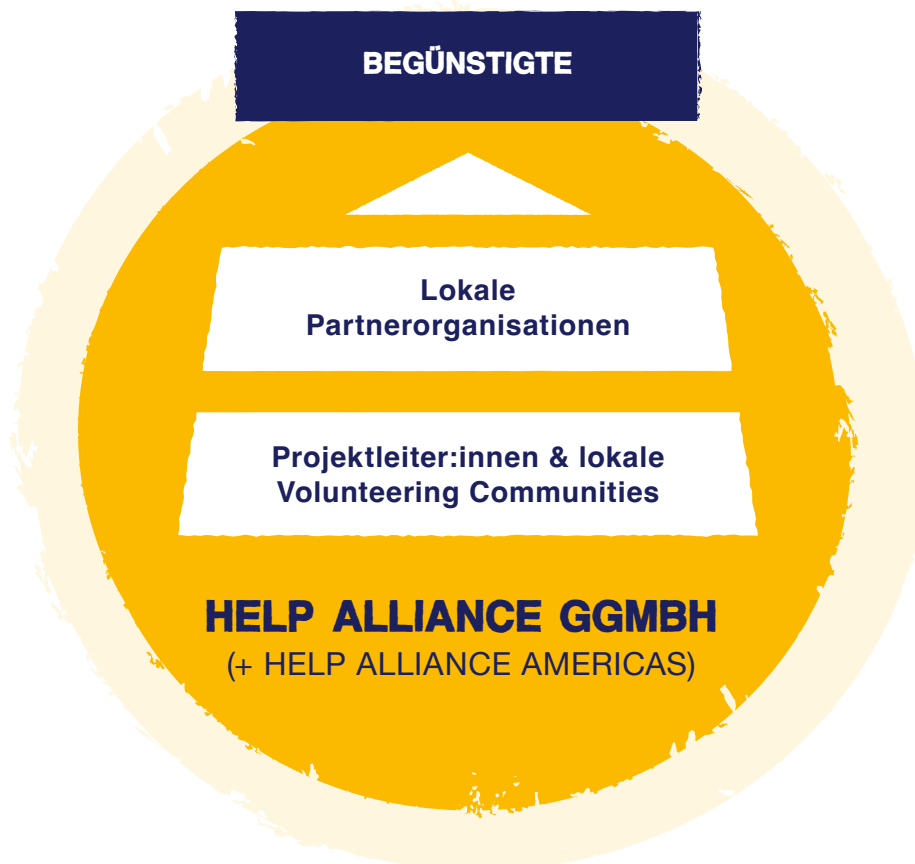 BEGÜNSTIGTE
Lokale
Partnerorganisationen
Projektleiter:innen & lokale
Volunteering Communities
HELP ALLIANCE GGMBH
(+ HELP ALLIANCE AMERICAS)